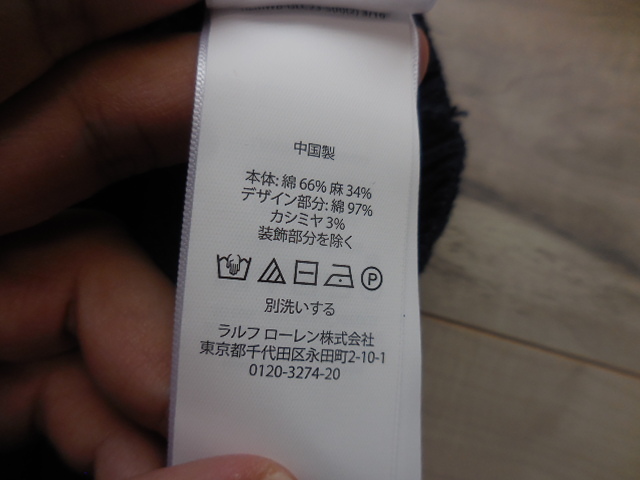 中国製
本体: 綿 66% 麻 34%
デザイン部分: 綿 97%
カシミヤ 3%
装飾部分を除く
P
別洗いする
ラルフ ローレン株式会社
東京都千代田区永田町2-10-1
0120-3274-20